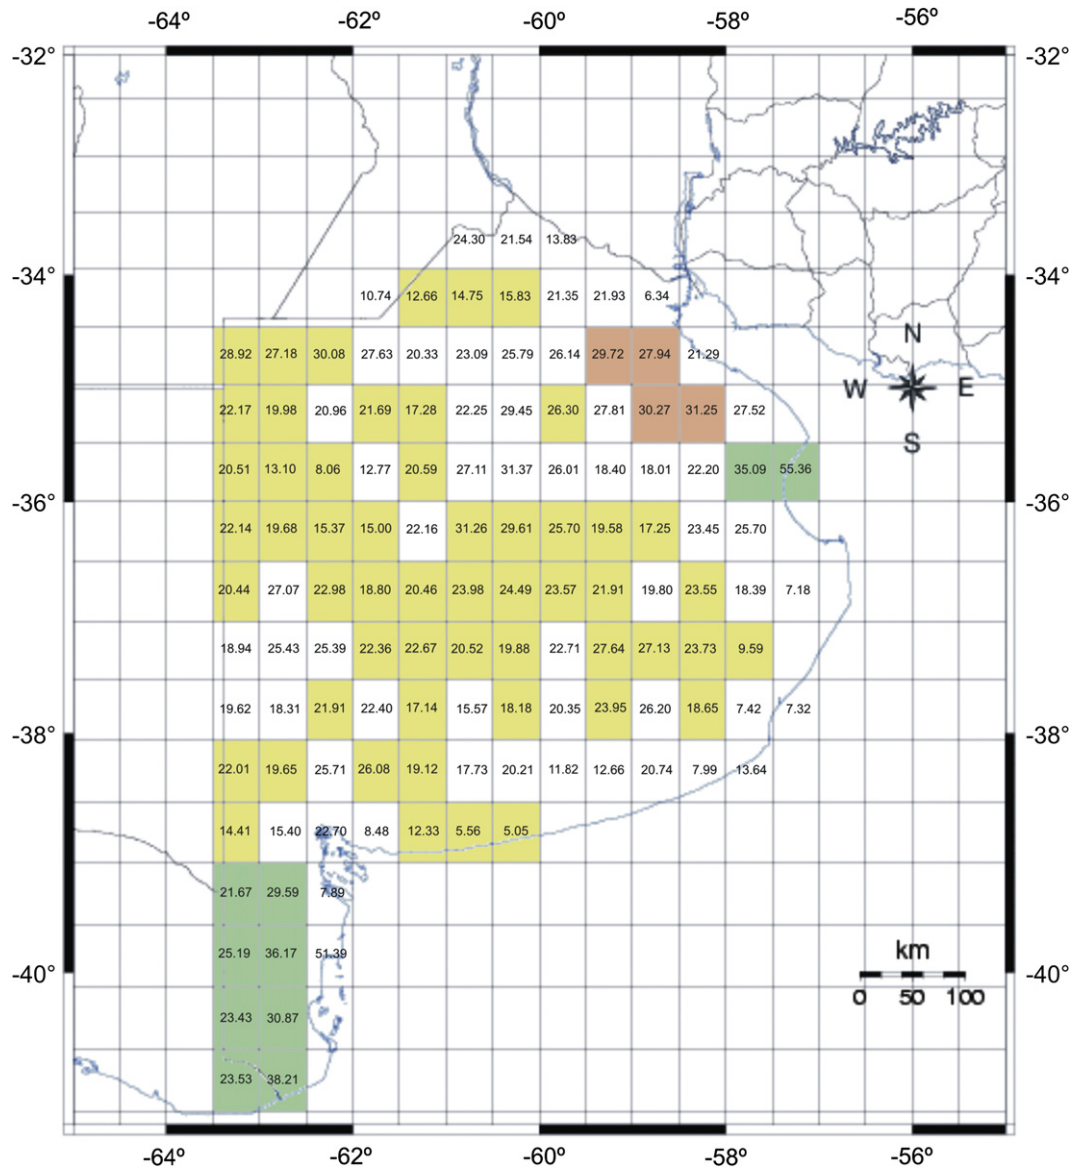 -64º -62º -60º -58º -56º
-32° -32°
24.30 21.54 13.83
-34° -34°
10.74 12.66 14.75 15.83 21.35 21.93 6.34
N
28.92 27.18 30.08 27.63 20.33 23.09 25.79 26.14 29.72 27.94 21.29
W E
22.17 19.98 20.96 21.69 17.28 22.25 29.45 26.30 27.81 30.27 31.25 27.52
S
20.51 13.10 8.06 12.77 20.59 27.11 31.37 26.01 18.40 18.01 22.20 35.09 55.36
-36° -36°
22.14 19.68 15.37 15.00 22.16 31.26 29.61 25.70 19.58 17.25 23.45 25.70
20.44 27.07 22.98 18.80 20.46 23.98 24.49 23.57 21.91 19.80 23.55 18.39 7.18
18.94 25.43 25.39 22.36 22.67 20.52 19.88 22.71 27.64 27.13 23.73 9.59
19.62 18.31 21.91 22.40 17.14 15.57 18.18 20.35 23.95 26.20 18.65 7.42 7.32
-38° -38°
22.01 19.65 25.71 26.08 19.12 17.73 20.21 11.82 12.66 20.74 7.99 13.64
14.41 15.40 22.70 8.48 12.33 5.56 5.05
21.67 29.59 7.89
25.19 36.17 51.39
km
-40° -40°
0 50 100
23.43 30.87
23.53 38.21
-64º -62º -60º -58º -56º